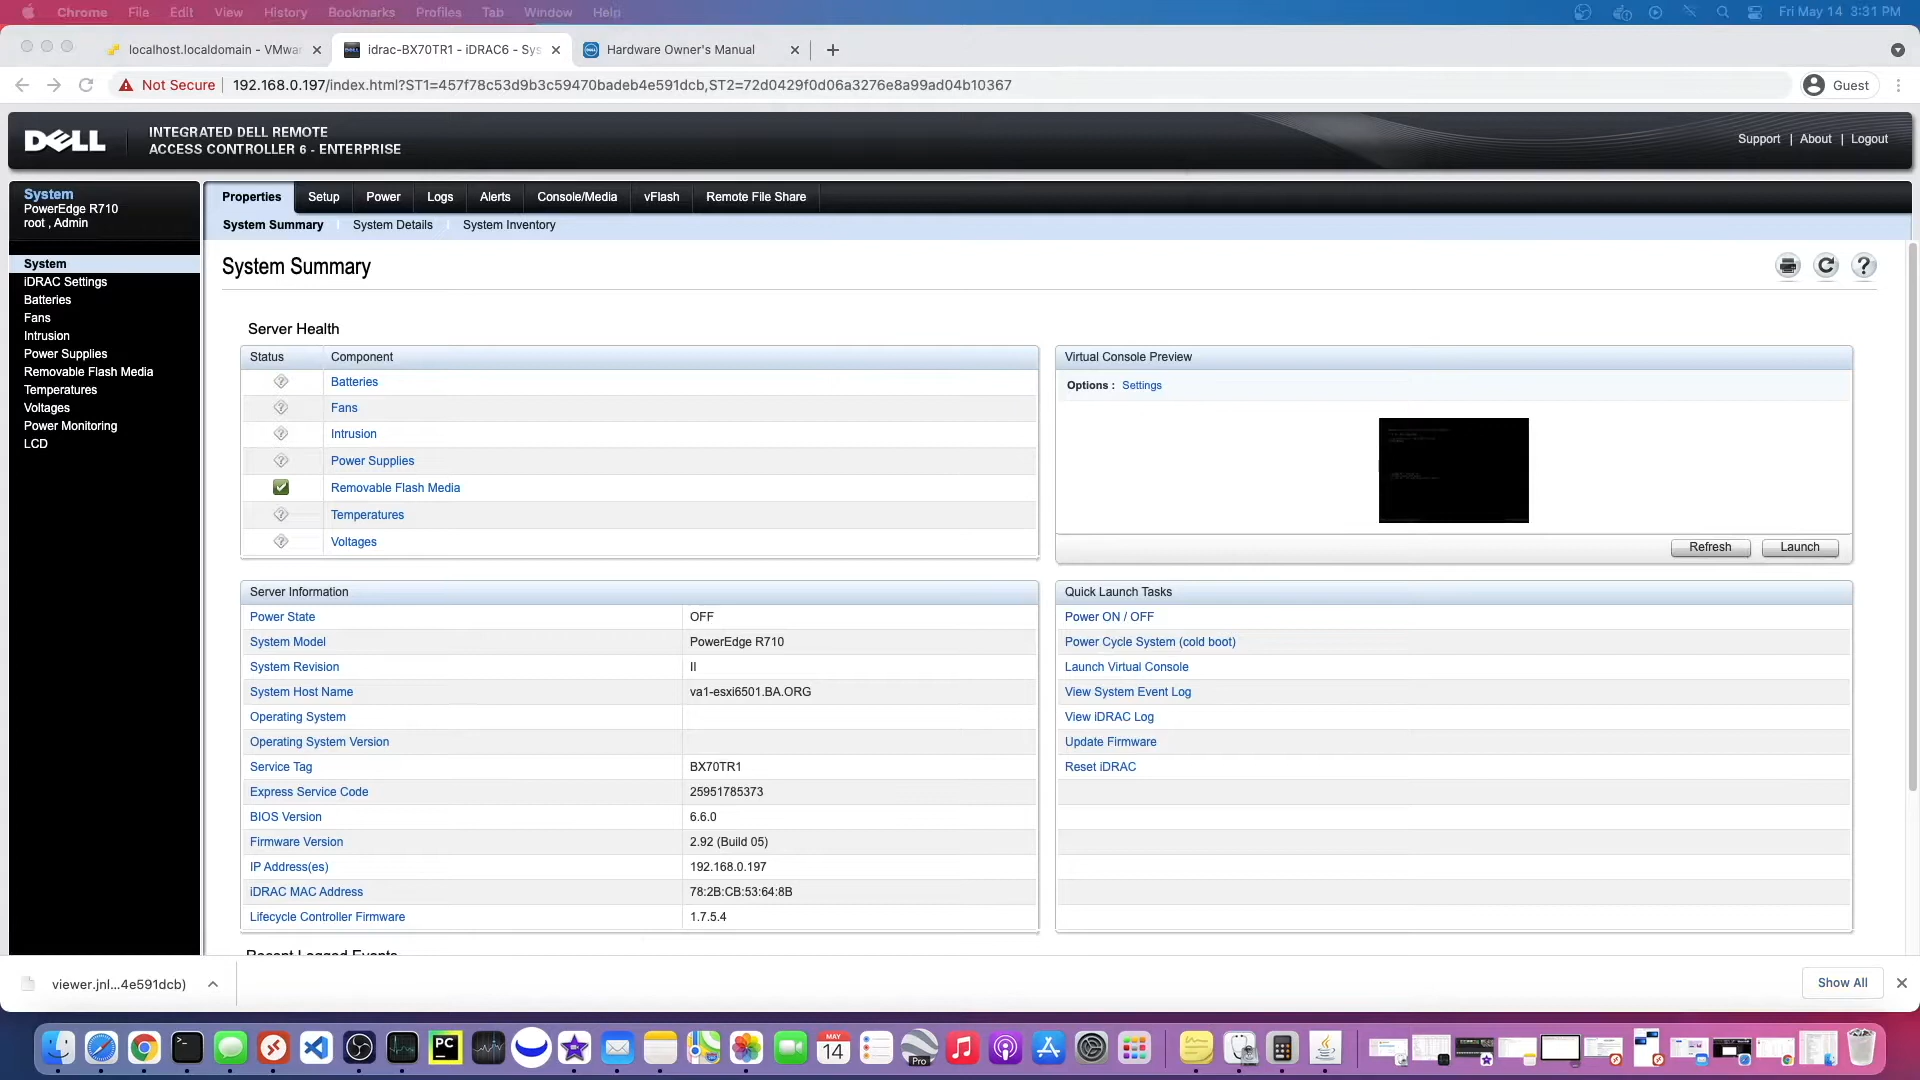 Chrome File Edit View History Bookmarks Profiles Tab Window Help Fri May 14 3:31 PM
localhost.localdomain - VMwa idrac-BX70TR1 - iDRAC6 - Sys Hardware Owner's Manual
Not Secure 192.168.0.197/index.html?ST1=457f78c53d9b3c59470badeb4e591dcb,ST2=72d0429f0d06a3276e8a99ad04b10367 Guest
DELL
INTEGRATED DELL REMOTE
ACCESS CONTROLLER 6 - ENTERPRISE
Support | About | Logout
System
PowerEdge R710
root , Admin
System
iDRAC Settings
Batteries
Fans
Intrusion
Power Supplies
Removable Flash Media
Temperatures
Voltages
Power Monitoring
LCD
Properties Setup Power Logs Alerts Console/Media vFlash Remote File Share
System Summary System Details System Inventory
System Summary
Server Health
Status Component
Batteries
Fans
Intrusion
Power Supplies
Removable Flash Media
Temperatures
Voltages
Virtual Console Preview
Options : Settings
Refresh Launch
Server Information
Power State OFF
System Model PowerEdge R710
System Revision II
System Host Name va1-esxi6501.BA.ORG
Operating System
Operating System Version
Service Tag BX70TR1
Express Service Code 25951785373
BIOS Version 6.6.0
Firmware Version 2.92 (Build 05)
IP Address(es) 192.168.0.197
iDRAC MAC Address 78:2B:CB:53:64:8B
Lifecycle Controller Firmware 1.7.5.4
Quick Launch Tasks
Power ON / OFF
Power Cycle System (cold boot)
Launch Virtual Console
View System Event Log
View iDRAC Log
Update Firmware
Reset iDRAC
Recent Logged Events
viewer.jnl...4e591dcb) Show All
PC
MAY
14
Pro